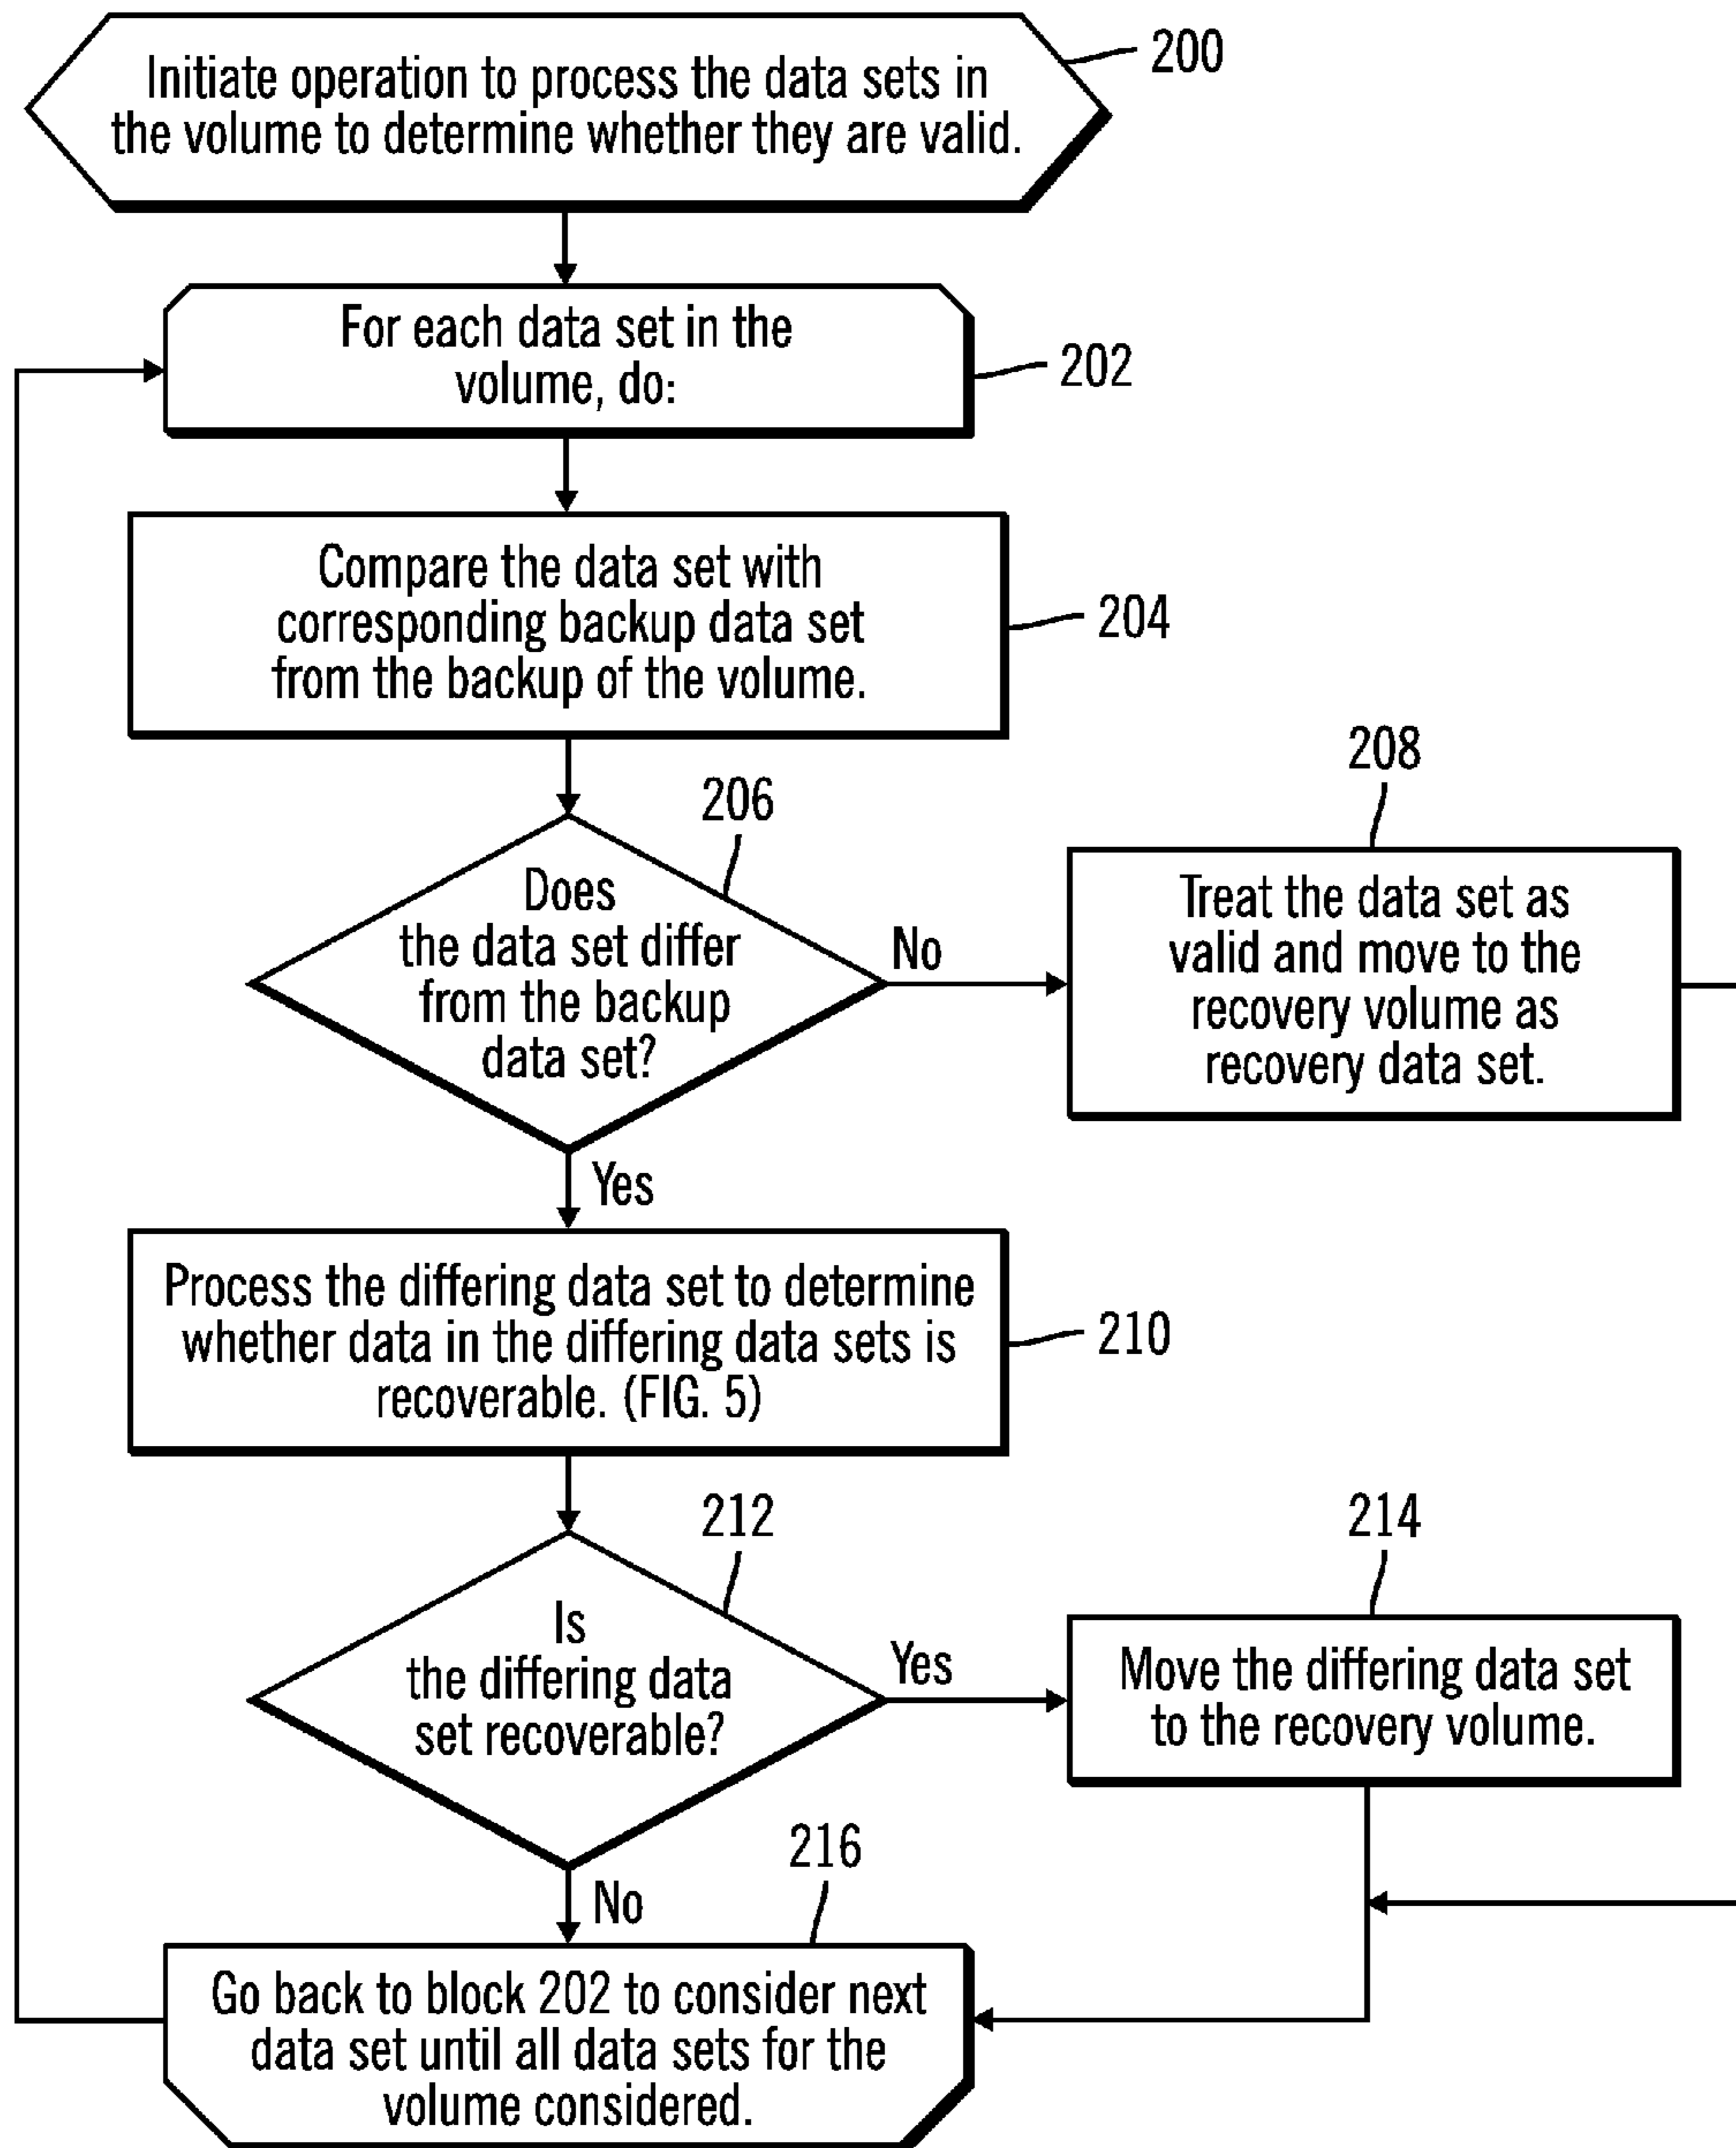 Initiate operation to process the data sets in
the volume to determine whether they are valid.
200
For each data set in the
volume, do:
202
Compare the data set with
corresponding backup data set
from the backup of the volume.
204
206
Does
the data set differ
from the backup
data set?
No
208
Treat the data set as
valid and move to the
recovery volume as
recovery data set.
Yes
Process the differing data set to determine
whether data in the differing data sets is
recoverable. (FIG. 5)
210
212
Is
the differing data
set recoverable?
Yes
214
Move the differing data set
to the recovery volume.
No
216
Go back to block 202 to consider next
data set until all data sets for the
volume considered.